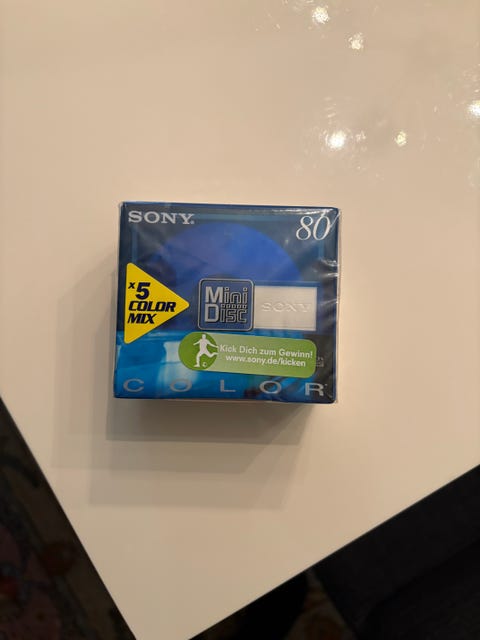 SONY®
80
x5
COLOR
MIX
Mini
Disc
SONY
Kick Dich zum Gewinn!
www.sony.de/kicken
COLOR